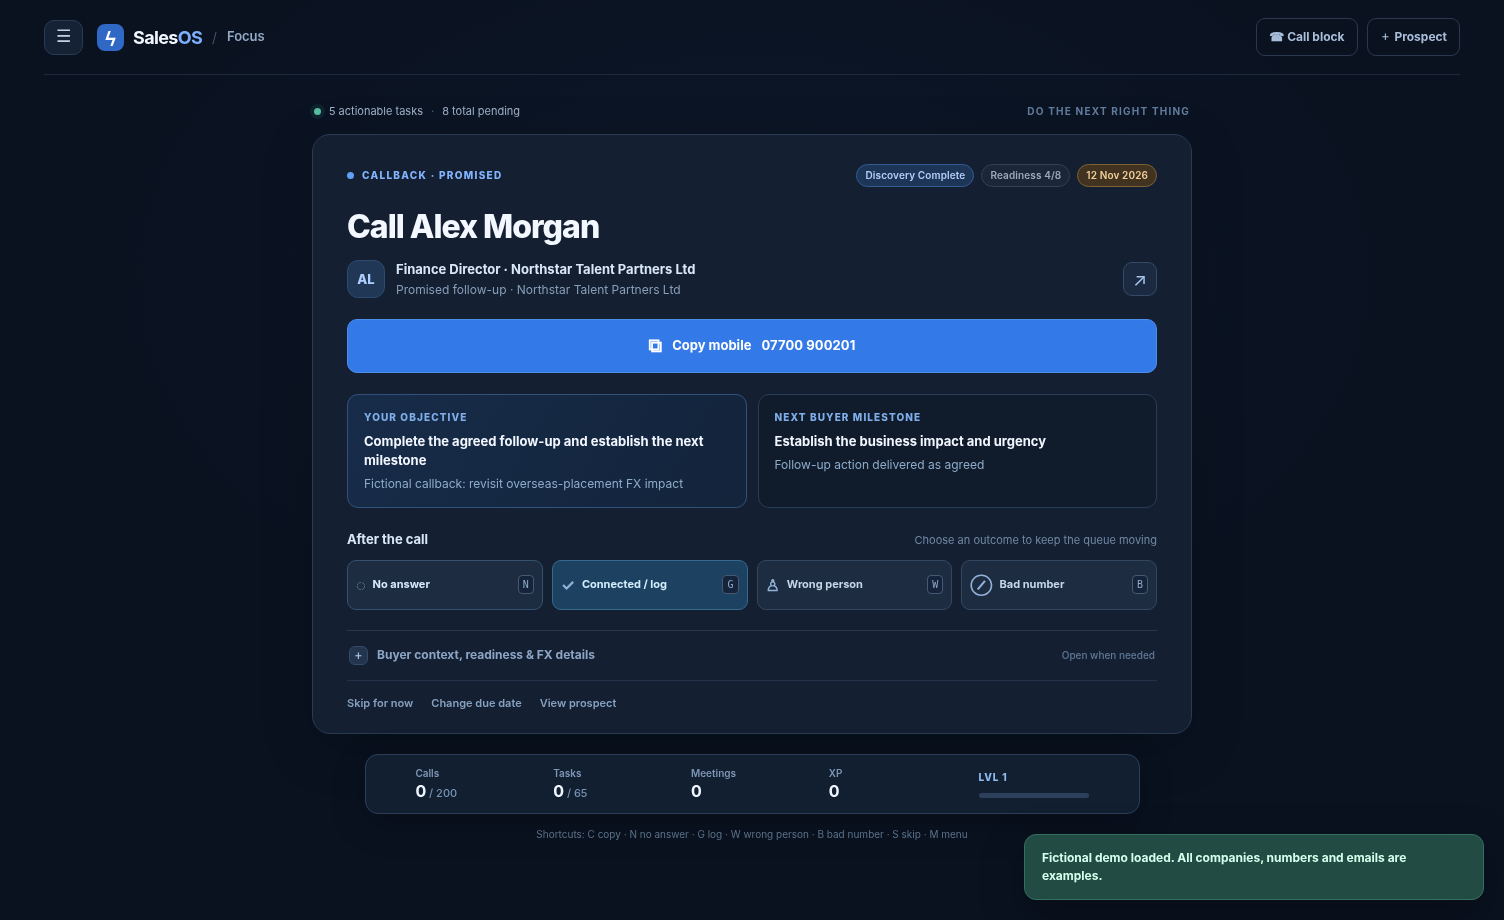 ☰ SalesOS / Focus
☎ Call block
+ Prospect
5 actionable tasks · 8 total pending
DO THE NEXT RIGHT THING
CALLBACK · PROMISED
Discovery Complete
Readiness 4/8
12 Nov 2026
Call Alex Morgan
AL
Finance Director · Northstar Talent Partners Ltd
Promised follow-up · Northstar Talent Partners Ltd
Copy mobile 07700 900201
YOUR OBJECTIVE
Complete the agreed follow-up and establish the next
milestone
Fictional callback: revisit overseas-placement FX impact
NEXT BUYER MILESTONE
Establish the business impact and urgency
Follow-up action delivered as agreed
After the call
Choose an outcome to keep the queue moving
No answer N
Connected / log G
Wrong person W
Bad number B
+ Buyer context, readiness & FX details
Open when needed
Skip for now
Change due date
View prospect
Calls
0 / 200
Tasks
0 / 65
Meetings
0
XP
0
LVL 1
Shortcuts: C copy · N no answer · G log · W wrong person · B bad number · S skip · M menu
Fictional demo loaded. All companies, numbers and emails are
examples.